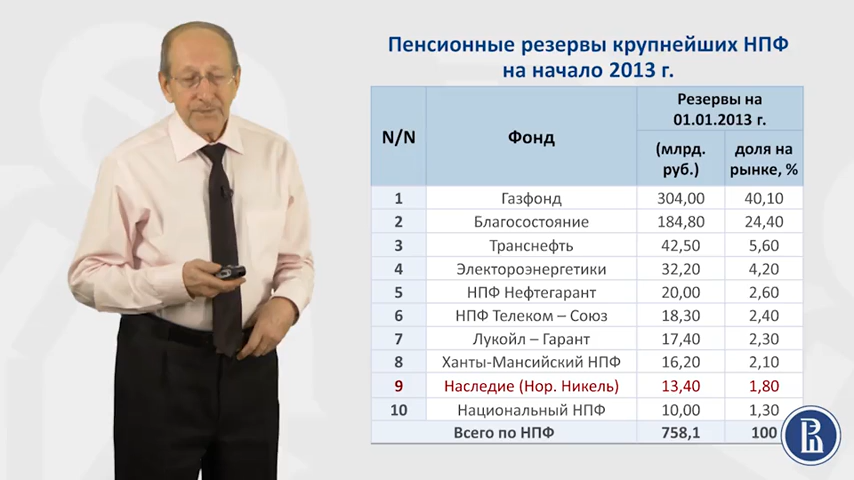 Пенсионные резервы крупнейших НПФ
на начало 2013 г.
N/N Фонд Резервы на
01.01.2013 г.
(млрд. руб.) доля на рынке, %
1 Газфонд 304,00 40,10
2 Благосостояние 184,80 24,40
3 Транснефть 42,50 5,60
4 Электороэнергетики 32,20 4,20
5 НПФ Нефтегарант 20,00 2,60
6 НПФ Телеком – Союз 18,30 2,40
7 Лукойл – Гарант 17,40 2,30
8 Ханты-Мансийский НПФ 16,20 2,10
9 Наследие (Нор. Никель) 13,40 1,80
10 Национальный НПФ 10,00 1,30
Всего по НПФ 758,1 100